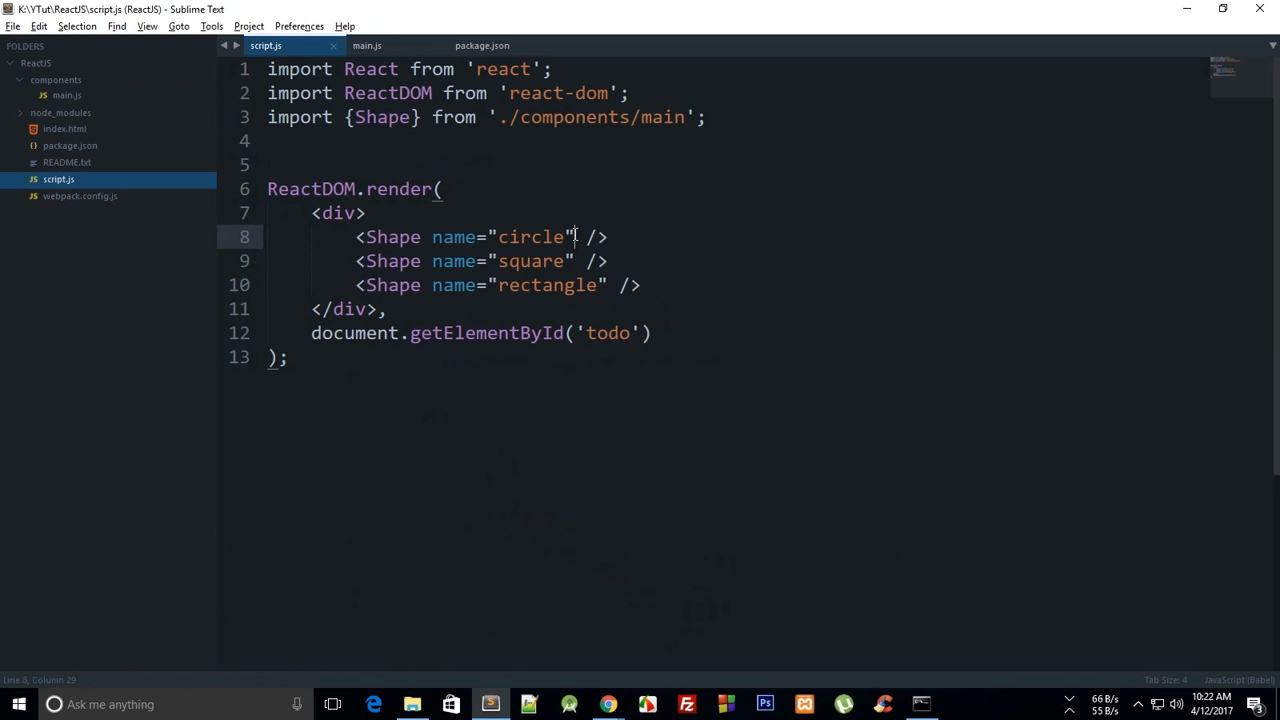 K:\YTut\ReactJS\script.js (ReactJS) - Sublime Text
File Edit Selection Find View Goto Tools Project Preferences Help
FOLDERS
ReactJS
components
JS main.js
node_modules
index.html
package.json
README.txt
JS script.js
JS webpack.config.js
script.js main.js package.json
1 import React from 'react';
2 import ReactDOM from 'react-dom';
3 import {Shape} from './components/main';
4
5
6 ReactDOM.render(
7 <div>
8 <Shape name="circle" />
9 <Shape name="square" />
10 <Shape name="rectangle" />
11 </div>,
12 document.getElementById('todo')
13 );
Line 8, Column 29
Tab Size: 4 JavaScript (Babel)
Ask me anything
66 B/s
55 B/s
10:22 AM
4/12/2017
3